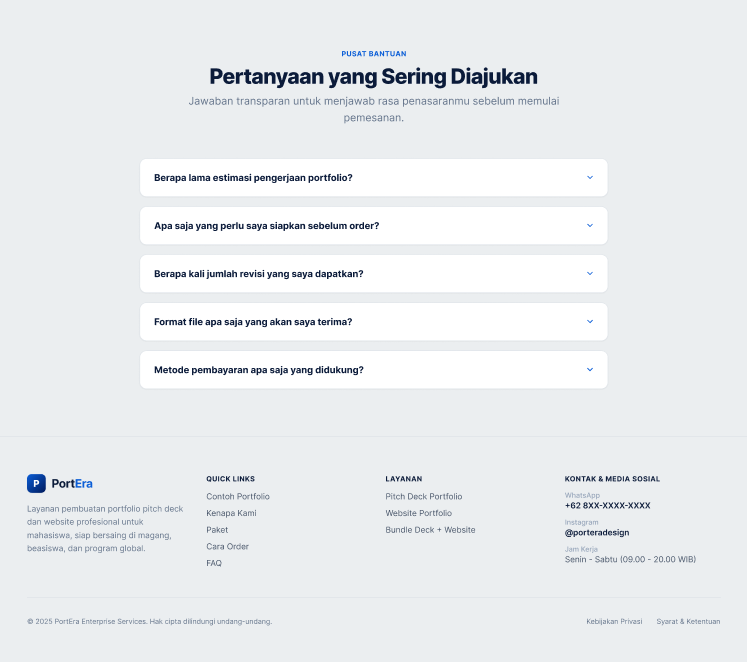 PUSAT BANTUAN
Pertanyaan yang Sering Diajukan
Jawaban transparan untuk menjawab rasa penasaranmu sebelum memulai
pemesanan.
Berapa lama estimasi pengerjaan portfolio?
Apa saja yang perlu saya siapkan sebelum order?
Berapa kali jumlah revisi yang saya dapatkan?
Format file apa saja yang akan saya terima?
Metode pembayaran apa saja yang didukung?
P PortEra
Layanan pembuatan portfolio pitch deck
dan website profesional untuk
mahasiswa, siap bersaing di magang,
beasiswa, dan program global.
QUICK LINKS
Contoh Portfolio
Kenapa Kami
Paket
Cara Order
FAQ
LAYANAN
Pitch Deck Portfolio
Website Portfolio
Bundle Deck + Website
KONTAK & MEDIA SOSIAL
WhatsApp
+62 8XX-XXXX-XXXX
Instagram
@porteradesign
Jam Kerja
Senin - Sabtu (09.00 - 20.00 WIB)
© 2025 PortEra Enterprise Services. Hak cipta dilindungi undang-undang.
Kebijakan Privasi
Syarat & Ketentuan